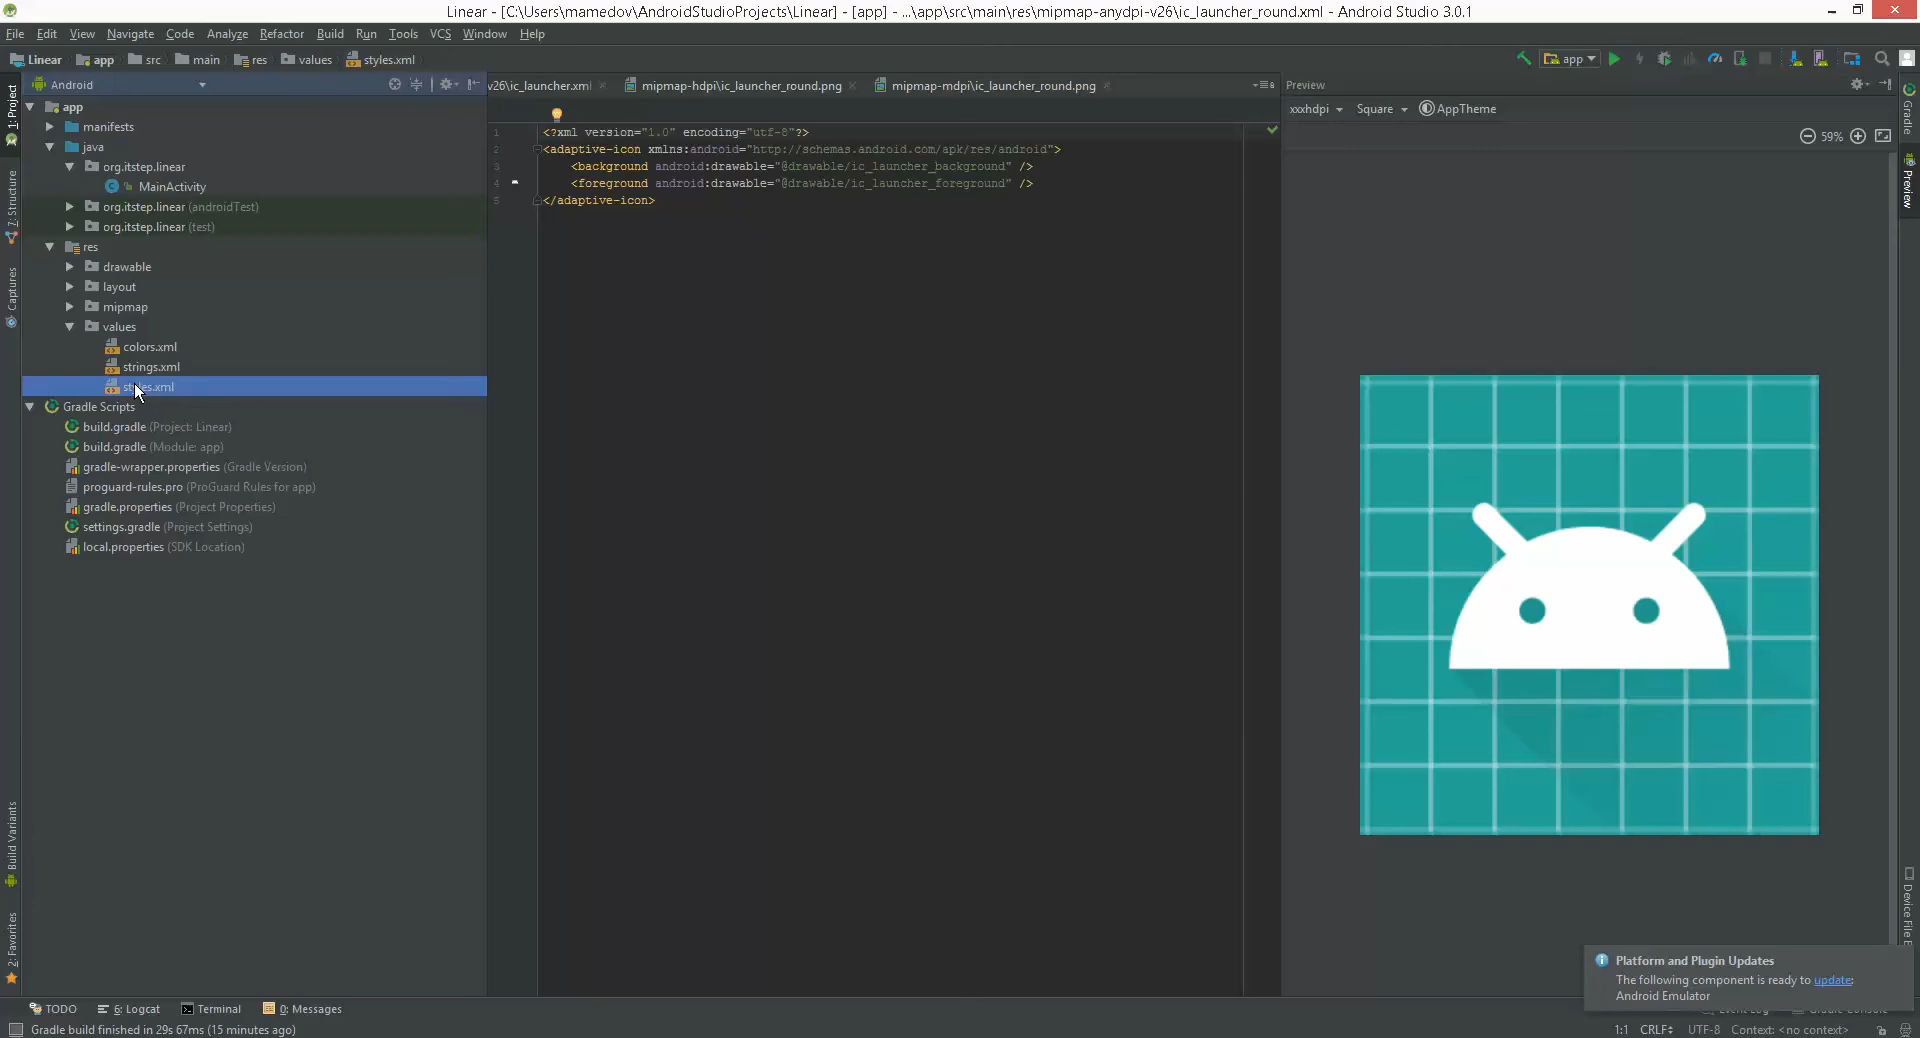 Linear - [C:\Users\mamedov\AndroidStudioProjects\Linear] - [app] - ...\app\src\main\res\mipmap-anydpi-v26\ic_launcher_round.xml - Android Studio 3.0.1
File Edit View Navigate Code Analyze Refactor Build Run Tools VCS Window Help
Linear app src main res values styles.xml
app
Android
v26\ic_launcher.xml
mipmap-hdpi\ic_launcher_round.png
mipmap-mdpi\ic_launcher_round.png
Preview
xxxhdpi Square AppTheme
59%
1: Project
7: Structure
Captures
Build Variants
2: Favorites
app
manifests
java
org.itstep.linear
MainActivity
org.itstep.linear (androidTest)
org.itstep.linear (test)
res
drawable
layout
mipmap
values
colors.xml
strings.xml
styles.xml
Gradle Scripts
build.gradle (Project: Linear)
build.gradle (Module: app)
gradle-wrapper.properties (Gradle Version)
proguard-rules.pro (ProGuard Rules for app)
gradle.properties (Project Properties)
settings.gradle (Project Settings)
local.properties (SDK Location)
1 <?xml version="1.0" encoding="utf-8"?>
2 <adaptive-icon xmlns:android="http://schemas.android.com/apk/res/android">
3 <background android:drawable="@drawable/ic_launcher_background" />
4 <foreground android:drawable="@drawable/ic_launcher_foreground" />
5 </adaptive-icon>
Gradle
Preview
Device File E
Platform and Plugin Updates
The following component is ready to update:
Android Emulator
TODO 6: Logcat Terminal 0: Messages
Gradle build finished in 29s 67ms (15 minutes ago)
1:1 CRLF UTF-8 Context: <no context>